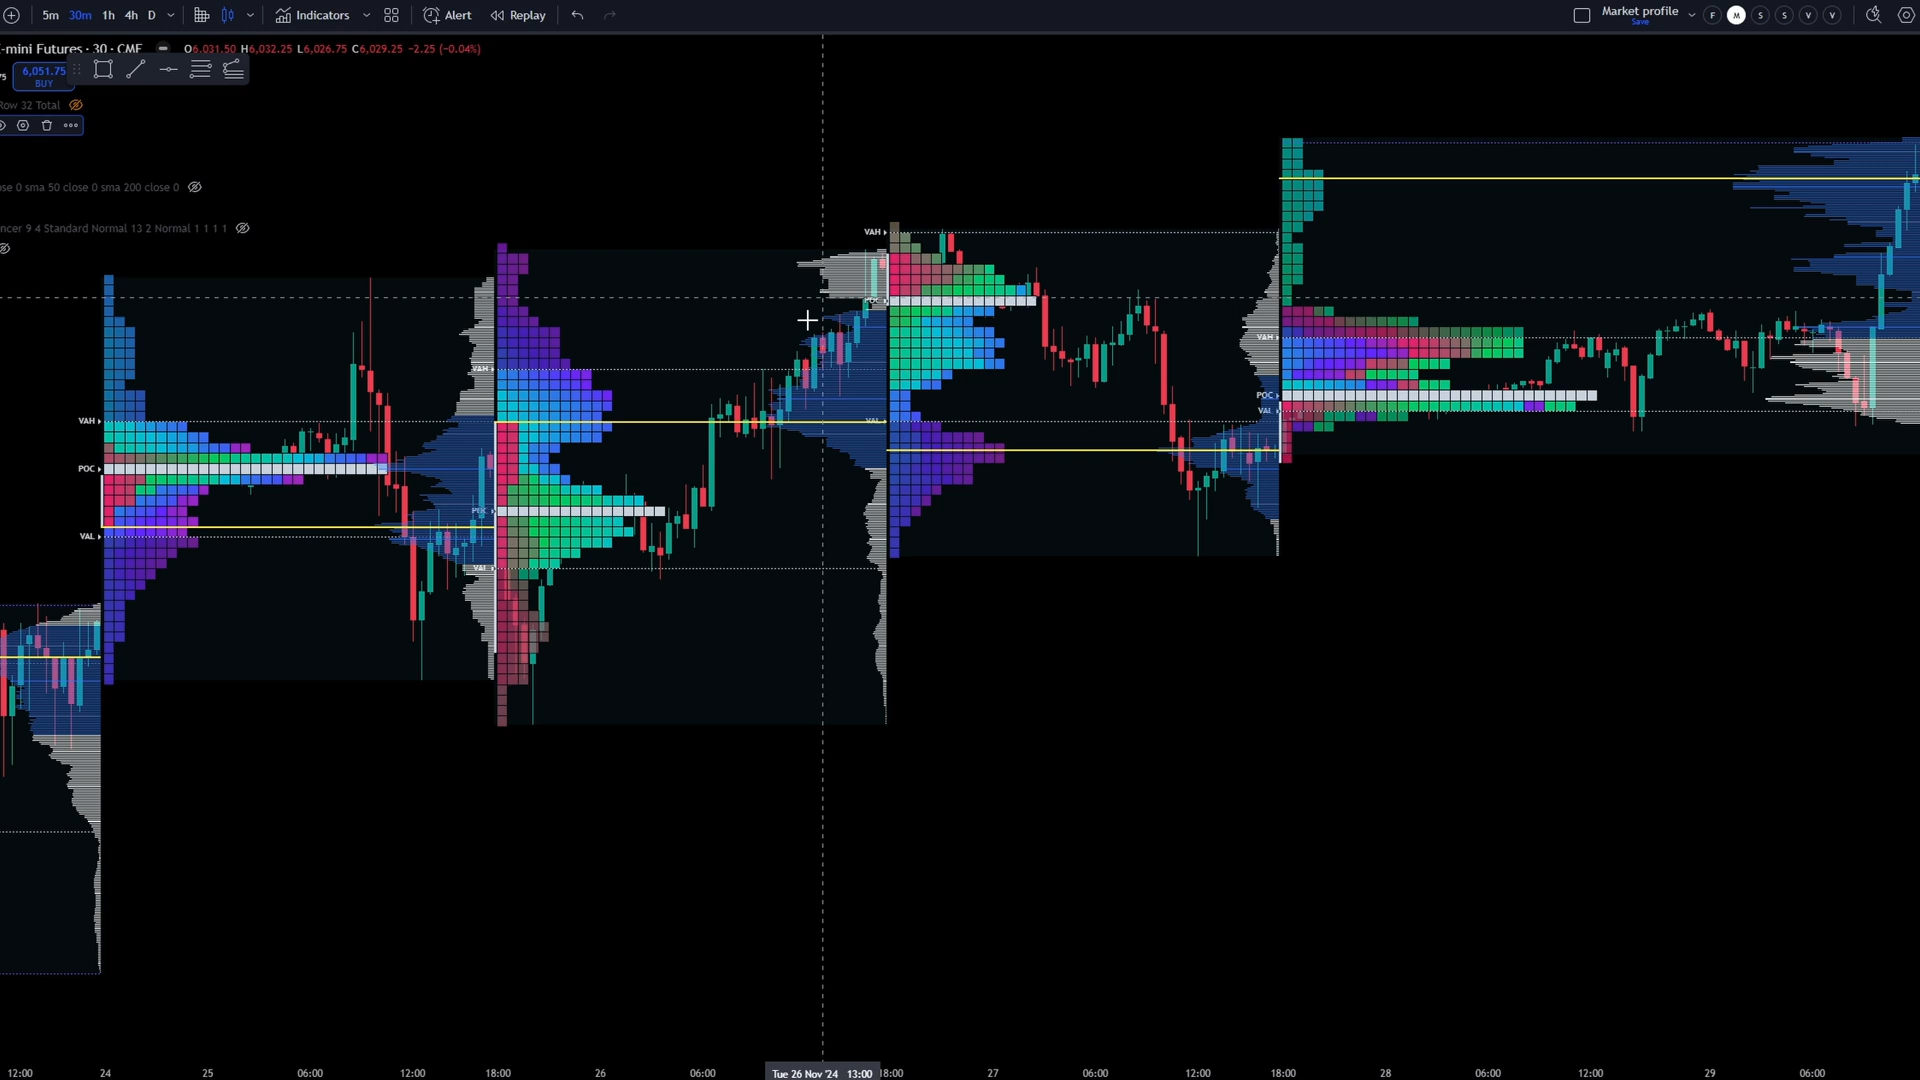 5m 30m 1h 4h D Indicators Alert Replay Market profile F M S S V V
Save
-mini Futures · 30 · CME O6,031.50 H6,032.25 L6,026.75 C6,029.25 −2.25 (−0.04%)
75 6,051.75
BUY
Row 32 Total
ose 0 sma 50 close 0 sma 200 close 0
ncer 9 4 Standard Normal 13 2 Normal 1 1 1 1
VAH
POC
VAH
VAH
POC
VAL
VAH
VAL
POC
POC
VAL
VAL
VAL
12:00 24 25 06:00 12:00 18:00 26 06:00 Tue 26 Nov '24 13:00 18:00 27 06:00 12:00 18:00 28 06:00 12:00 29 06:00